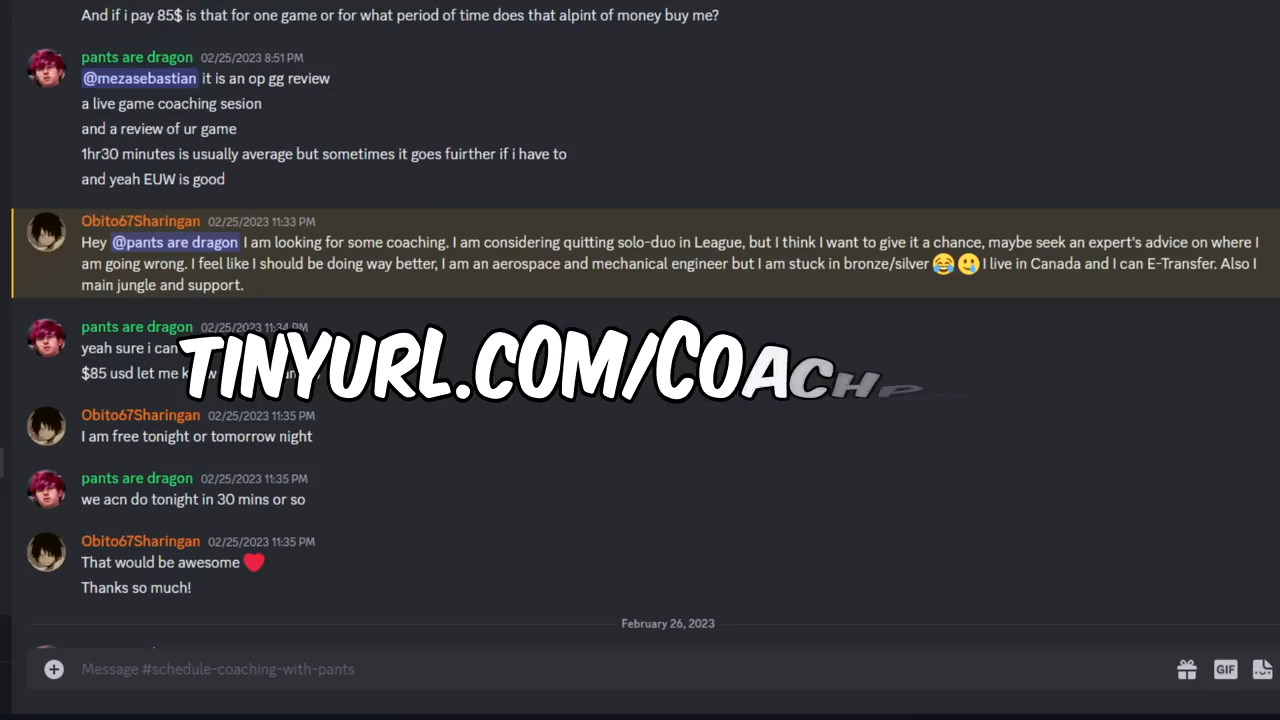 And if i pay 85$ is that for one game or for what period of time does that alpint of money buy me?
pants are dragon 02/25/2023 8:51 PM
@mezasebastian it is an op gg review
a live game coaching sesion
and a review of ur game
1hr30 minutes is usually average but sometimes it goes fuirther if i have to
and yeah EUW is good
Obito67Sharingan 02/25/2023 11:33 PM
Hey @pants are dragon I am looking for some coaching. I am considering quitting solo-duo in League, but I think I want to give it a chance, maybe seek an expert's advice on where I
am going wrong. I feel like I should be doing way better, I am an aerospace and mechanical engineer but I am stuck in bronze/silver 😂🥲 I live in Canada and I can E-Transfer. Also I
main jungle and support.
pants are dragon 02/25/2023 11:34 PM
yeah sure i can
TINYURL.COM/COACHP
$85 usd let me
Obito67Sharingan 02/25/2023 11:35 PM
I am free tonight or tomorrow night
pants are dragon 02/25/2023 11:35 PM
we acn do tonight in 30 mins or so
Obito67Sharingan 02/25/2023 11:35 PM
That would be awesome ❤️
Thanks so much!
February 26, 2023
Message #schedule-coaching-with-pants
GIF